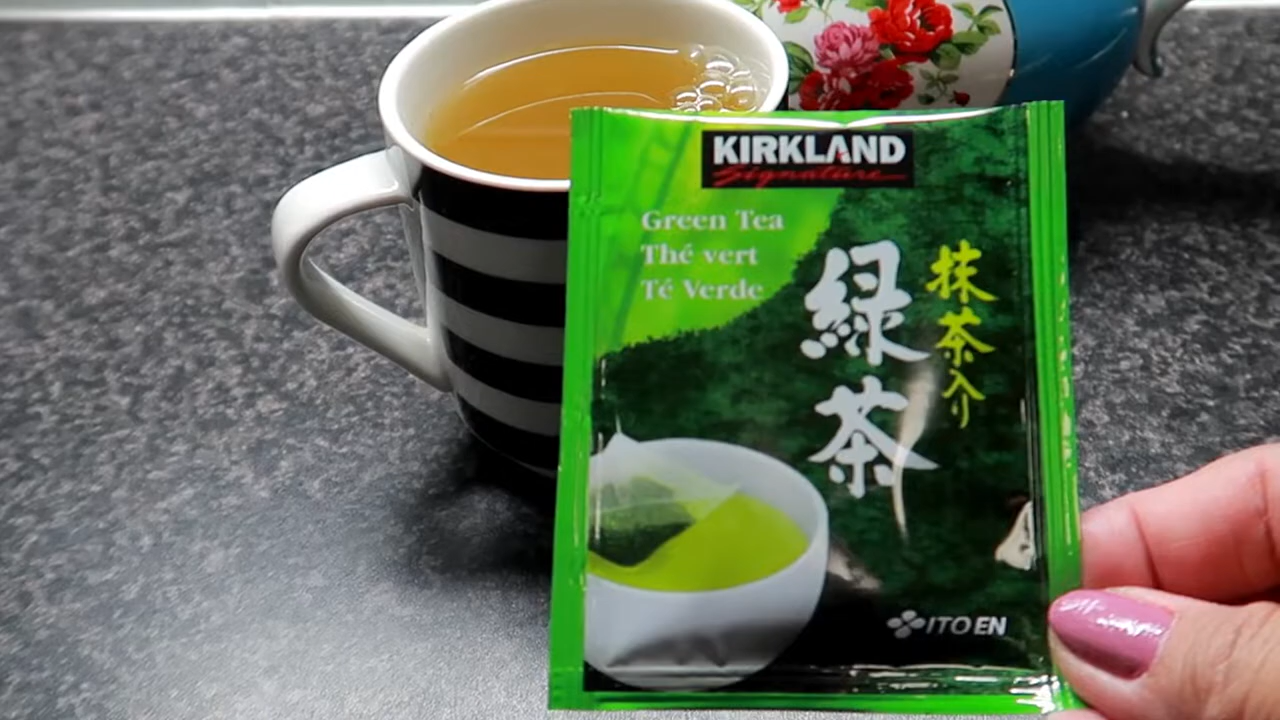 KIRKLAND
Signature
Green Tea
Thé vert
Té Verde
緑茶
抹茶入り
ITO EN